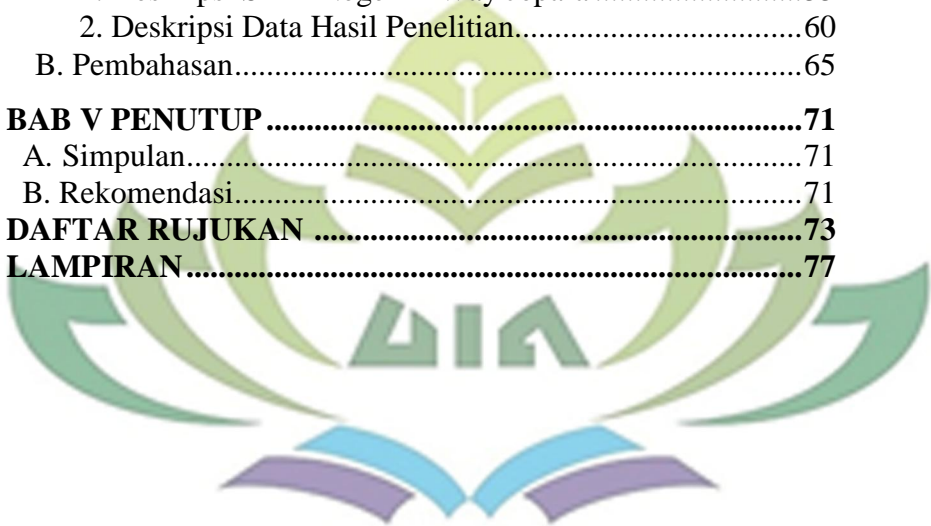 2. Deskripsi Data Hasil Penelitian...................................................60
B. Pembahasan....................................................................................................65
BAB V PENUTUP ................................................................................71
A. Simpulan............................................................................................................71
B. Rekomendasi......................................................................................................71
DAFTAR RUJUKAN .........................................................................73
LAMPIRAN............................................................................................77
UIN